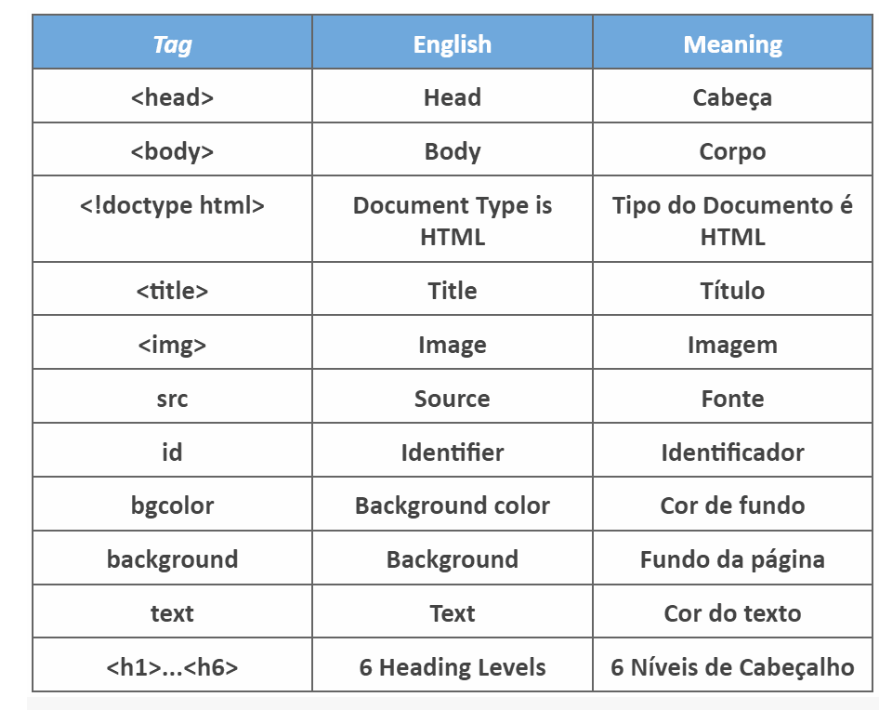 Tag English Meaning
<head> Head Cabeça
<body> Body Corpo
<!doctype html> Document Type is HTML Tipo do Documento é HTML
<title> Title Título
<img> Image Imagem
src Source Fonte
id Identifier Identificador
bgcolor Background color Cor de fundo
background Background Fundo da página
text Text Cor do texto
<h1>...<h6> 6 Heading Levels 6 Níveis de Cabeçalho